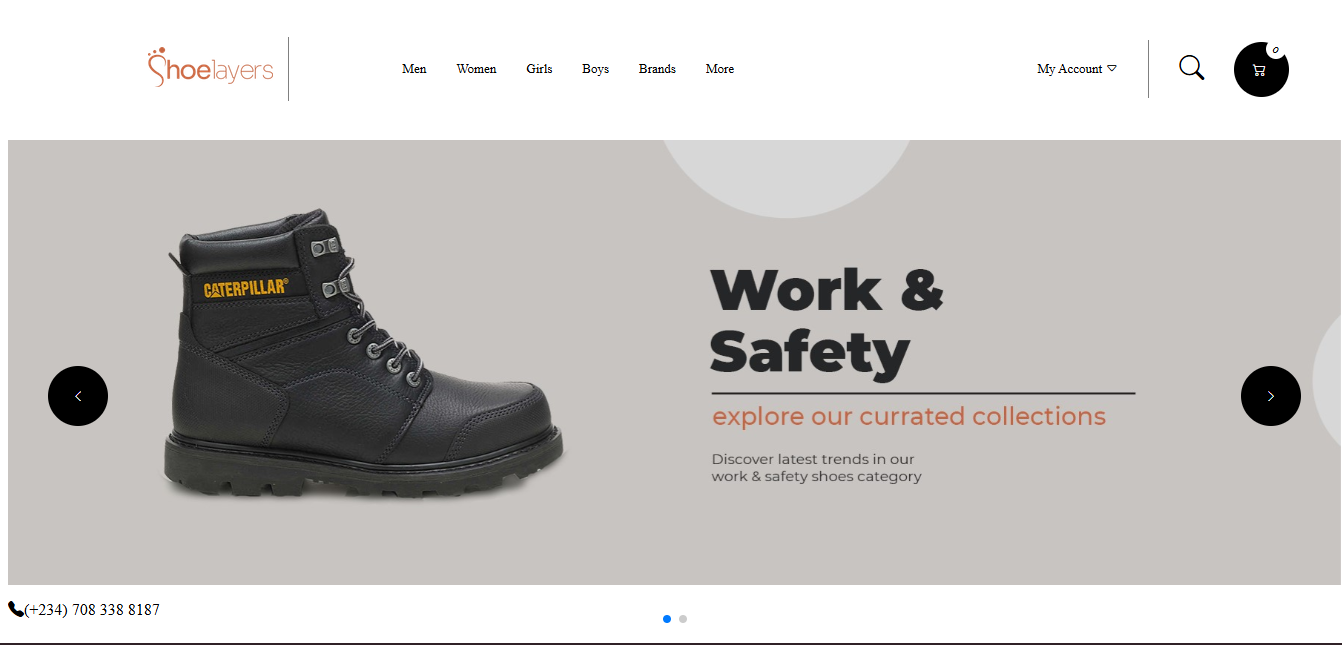 Shoelayers
Men Women Girls Boys Brands More
My Account
0
CATERPILLAR®
Work &
Safety
explore our currated collections
Discover latest trends in our
work & safety shoes category
(+234) 708 338 8187